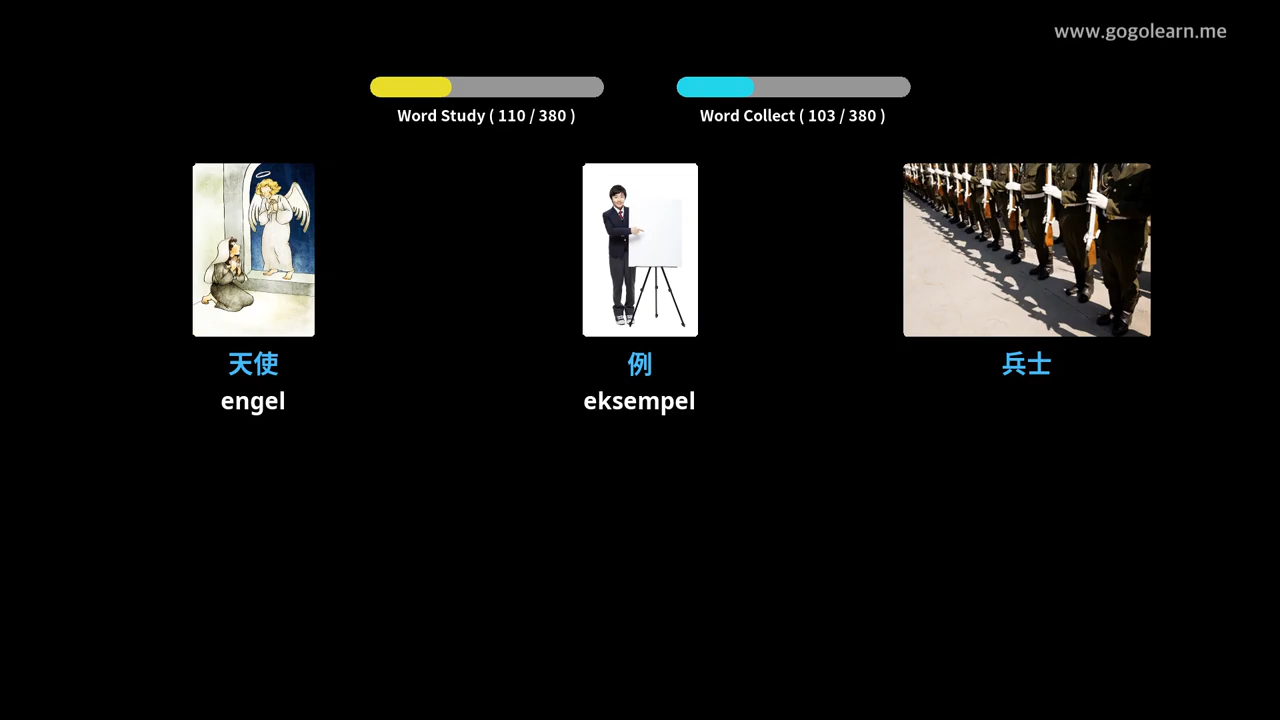 www.gogolearn.me
Word Study ( 110 / 380 )
Word Collect ( 103 / 380 )
天使
engel
例
eksempel
兵士